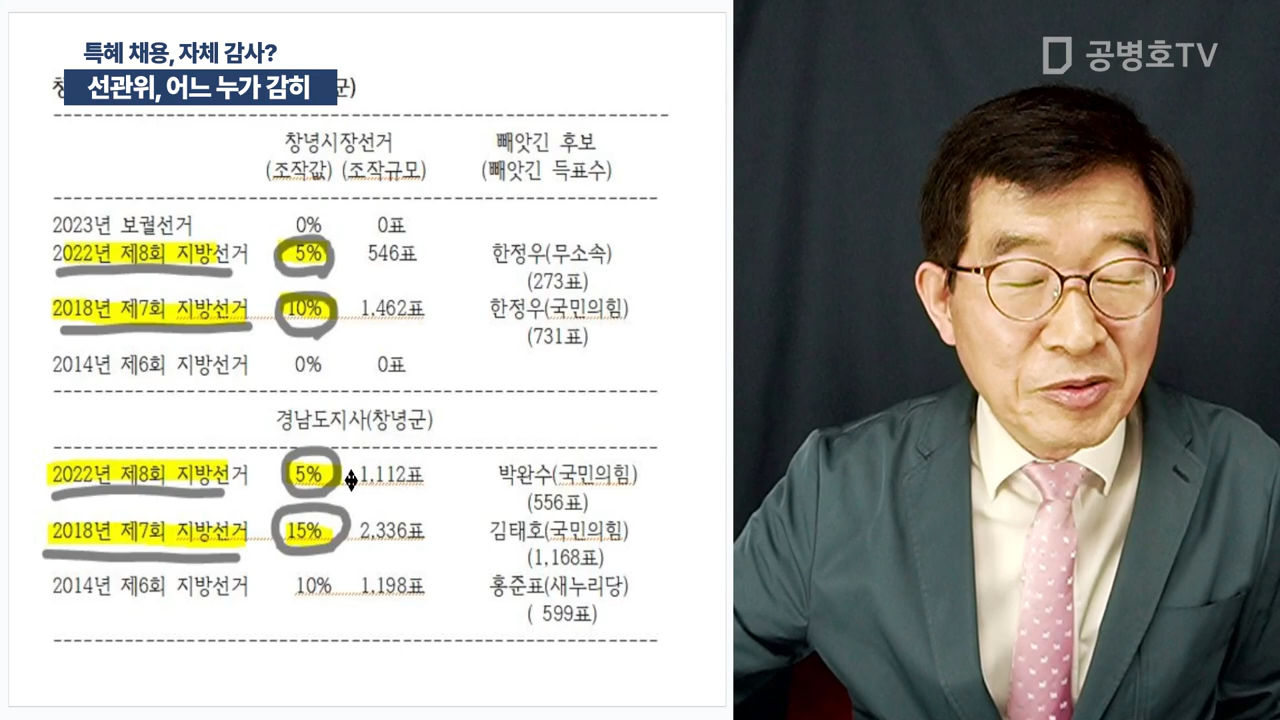 특혜 채용, 자체 감사?
선관위, 어느 누가 감히
군)
공병호TV
창녕시장선거 빼앗긴 후보
(조작값) (조작규모) (빼앗긴 득표수)
2023년 보궐선거 0% 0표
2022년 제8회 지방선거 5% 546표 한정우(무소속)
(273표)
2018년 제7회 지방선거 10% 1,462표 한정우(국민의힘)
(731표)
2014년 제6회 지방선거 0% 0표
경남도지사(창녕군)
2022년 제8회 지방선거 5% 1,112표 박완수(국민의힘)
(556표)
2018년 제7회 지방선거 15% 2,336표 김태호(국민의힘)
(1,168표)
2014년 제6회 지방선거 10% 1,198표 홍준표(새누리당)
( 599표)